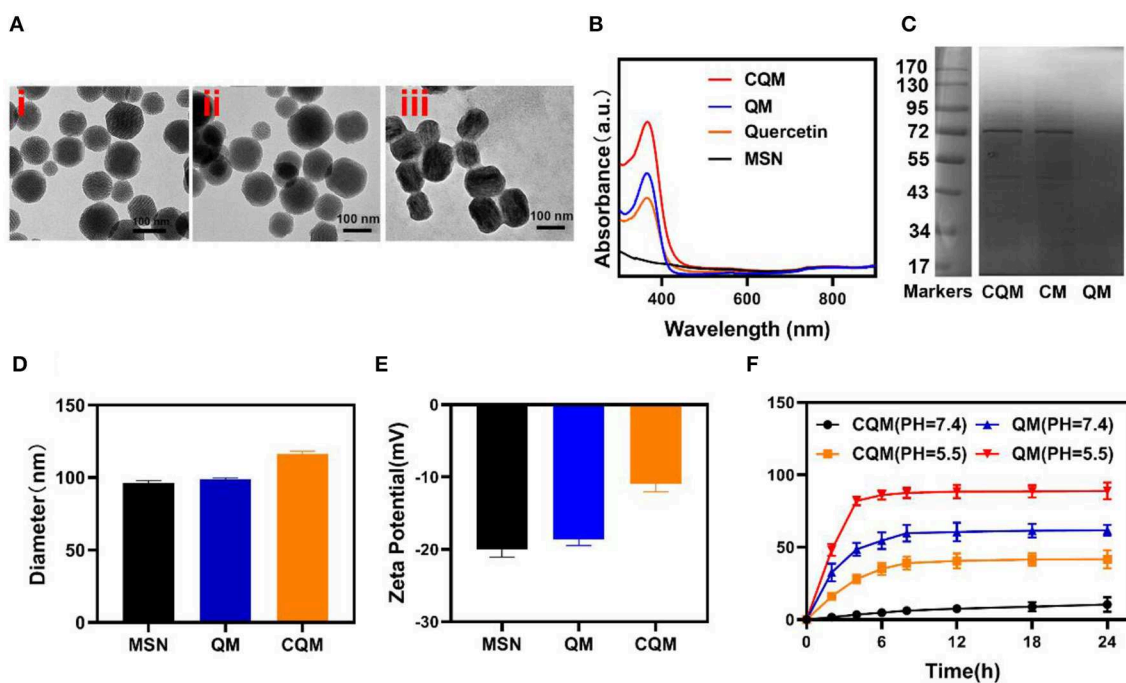 A
i
ii
iii
100 nm
100 nm
100 nm
B
Absorbance (a.u.)
CQM
QM
Quercetin
MSN
400
600
800
Wavelength (nm)
C
170
130
95
72
55
43
34
17
Markers
CQM
CM
QM
D
Diameter (nm)
150
100
50
0
MSN
QM
CQM
E
Zeta Potential(mV)
0
-10
-20
-30
MSN
QM
CQM
F
150
100
50
0
CQM(PH=7.4)
QM(PH=7.4)
CQM(PH=5.5)
QM(PH=5.5)
0
6
12
18
24
Time(h)